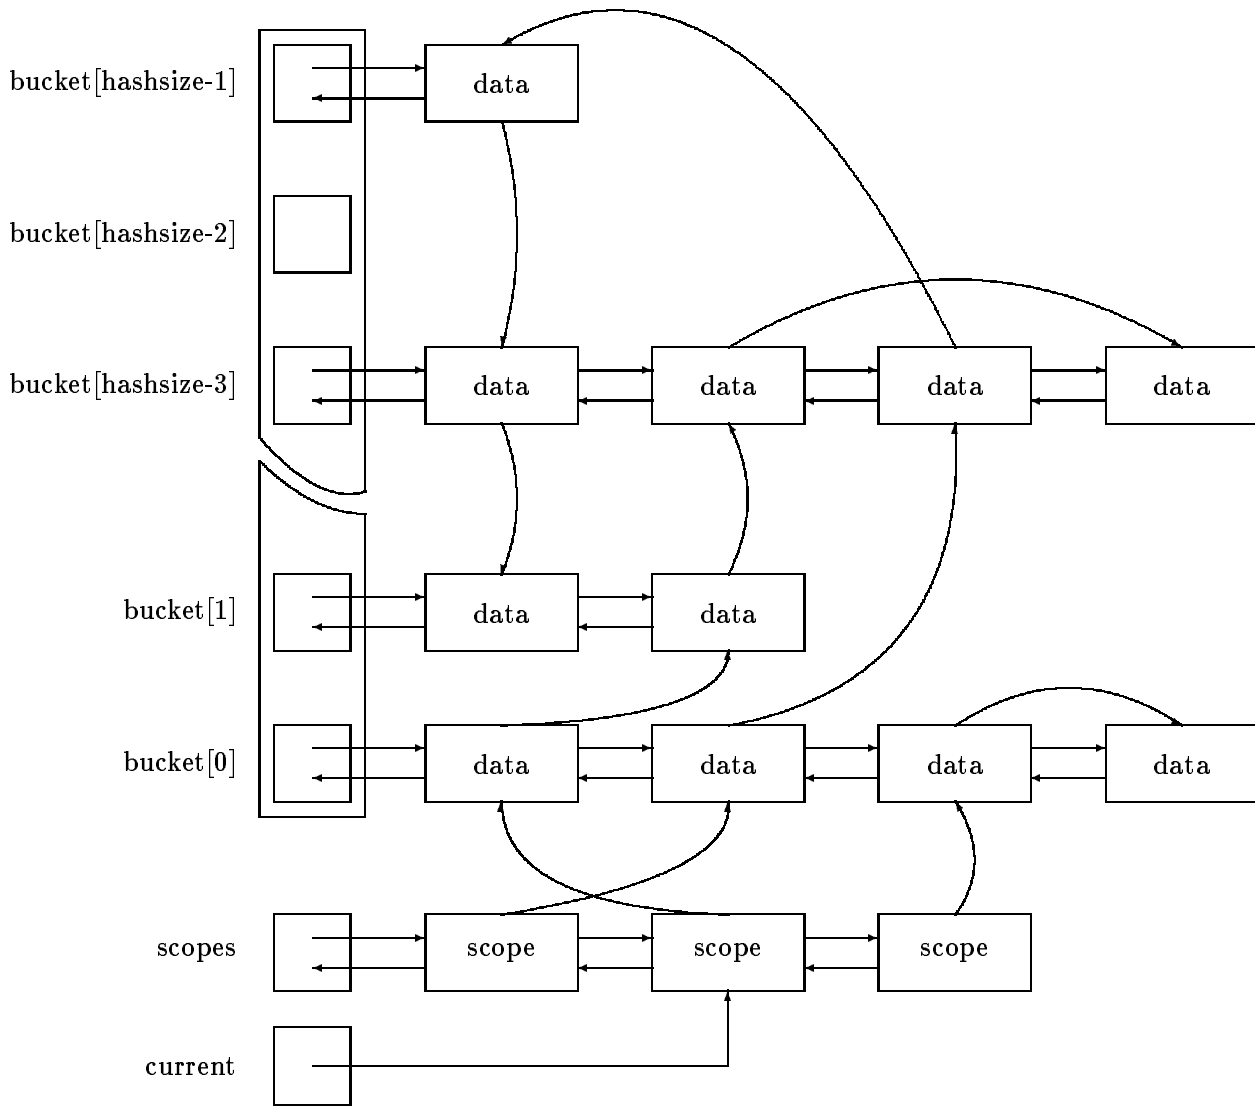 bucket[hashsize-1] data
bucket[hashsize-2]
bucket[hashsize-3] data data data data
bucket[1] data data
bucket[0] data data data data
scopes scope scope scope
current